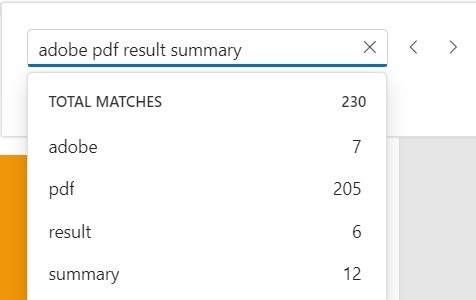 adobe pdf result summary
TOTAL MATCHES 230
adobe 7
pdf 205
result 6
summary 12